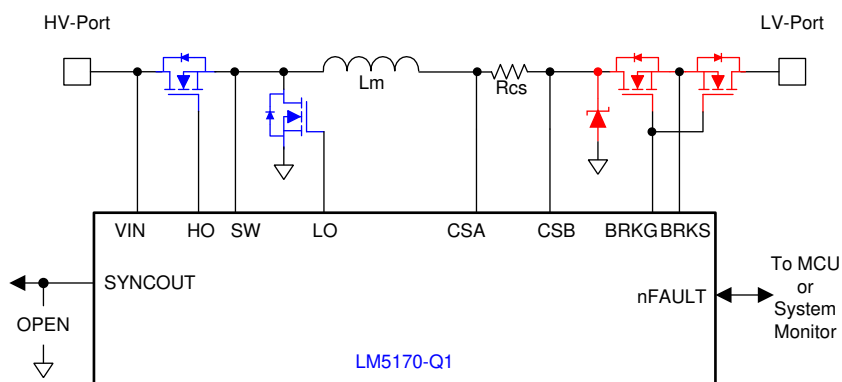 HV-Port
LV-Port
Lm
Rcs
VIN
HO
SW
LO
CSA
CSB
BRKG
BRKS
SYNCOUT
nFAULT
To MCU
or
System
Monitor
OPEN
LM5170-Q1